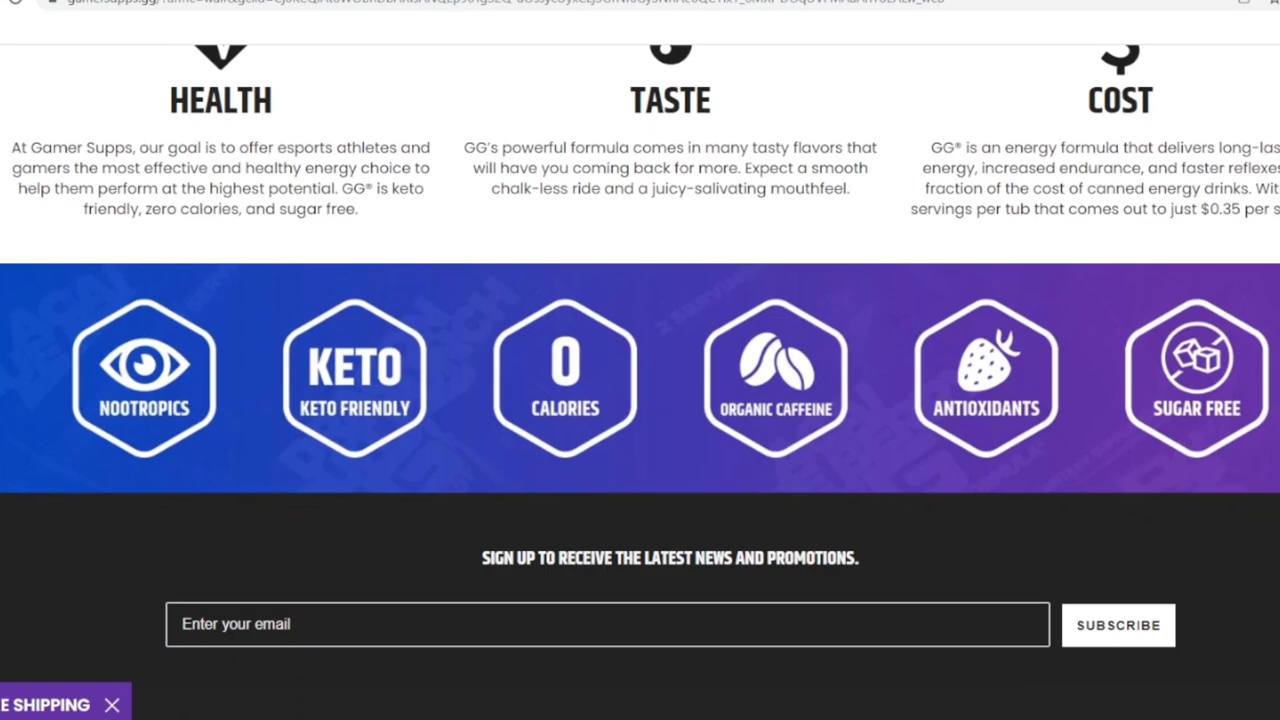 HEALTH
At Gamer Supps, our goal is to offer esports athletes and
gamers the most effective and healthy energy choice to
help them perform at the highest potential. GG® is keto
friendly, zero calories, and sugar free.
TASTE
GG's powerful formula comes in many tasty flavors that
will have you coming back for more. Expect a smooth
chalk-less ride and a juicy-salivating mouthfeel.
COST
GG® is an energy formula that delivers long-las
energy, increased endurance, and faster reflexes
fraction of the cost of canned energy drinks. Wit
servings per tub that comes out to just $0.35 per s
NOOTROPICS
KETO
KETO FRIENDLY
0
CALORIES
ORGANIC CAFFEINE
ANTIOXIDANTS
SUGAR FREE
SIGN UP TO RECEIVE THE LATEST NEWS AND PROMOTIONS.
Enter your email
SUBSCRIBE
E SHIPPING